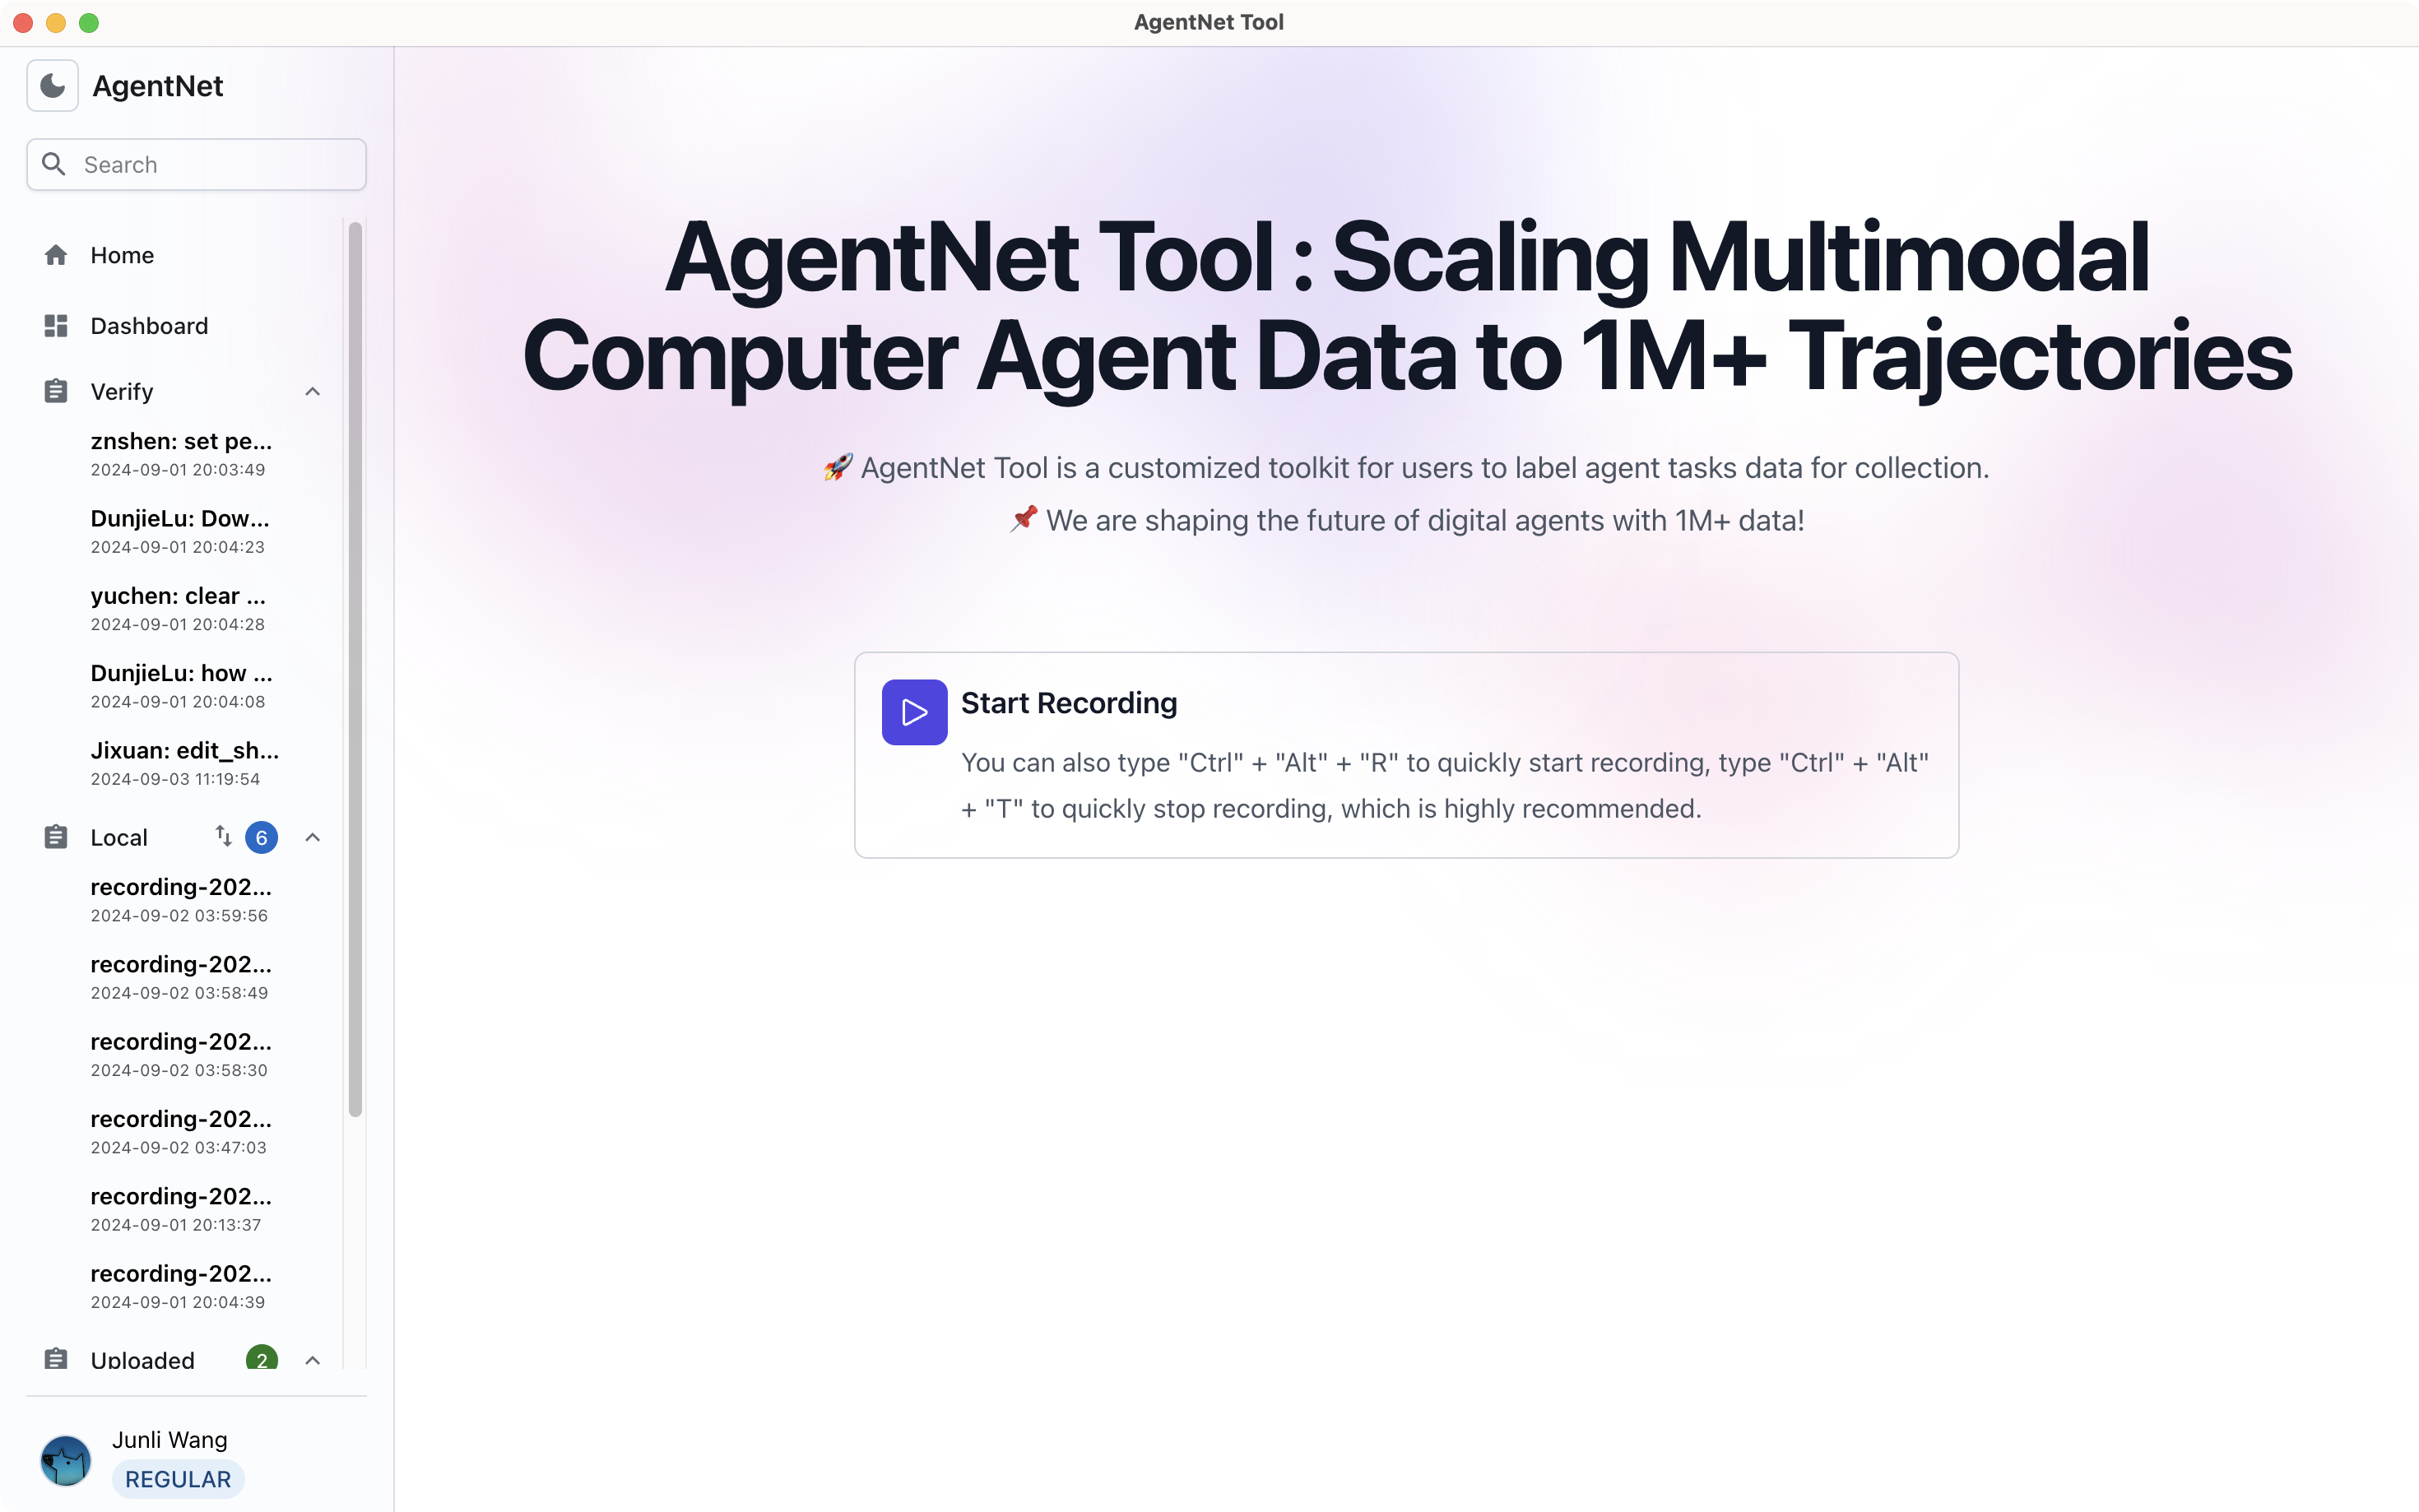 AgentNet Tool
AgentNet
Search
Home
Dashboard
Verify
znshen: set pe...
2024-09-01 20:03:49
DunjieLu: Dow...
2024-09-01 20:04:23
yuchen: clear ...
2024-09-01 20:04:28
DunjieLu: how ...
2024-09-01 20:04:08
Jixuan: edit_sh...
2024-09-03 11:19:54
Local 6
recording-202...
2024-09-02 03:59:56
recording-202...
2024-09-02 03:58:49
recording-202...
2024-09-02 03:58:30
recording-202...
2024-09-02 03:47:03
recording-202...
2024-09-01 20:13:37
recording-202...
2024-09-01 20:04:39
Uploaded 2
Junli Wang
REGULAR
AgentNet Tool : Scaling Multimodal
Computer Agent Data to 1M+ Trajectories
🚀 AgentNet Tool is a customized toolkit for users to label agent tasks data for collection.
📌 We are shaping the future of digital agents with 1M+ data!
Start Recording
You can also type "Ctrl" + "Alt" + "R" to quickly start recording, type "Ctrl" + "Alt"
+ "T" to quickly stop recording, which is highly recommended.